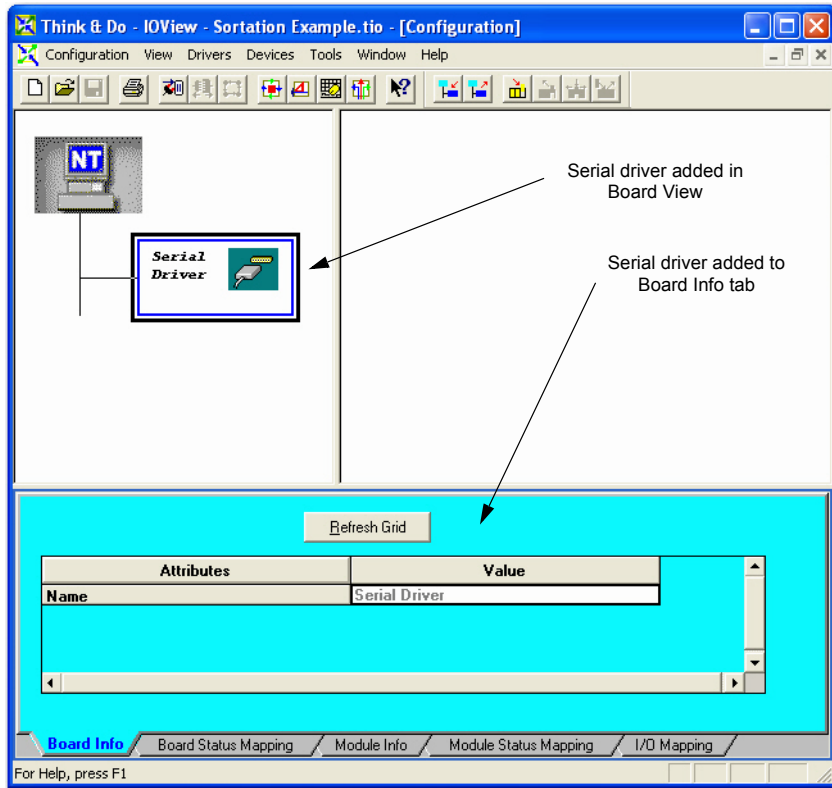 Think & Do - IOView - Sortation Example.tio - [Configuration]
Configuration View Drivers Devices Tools Window Help
NT
Serial
Driver
Serial driver added in
Board View
Serial driver added to
Board Info tab
Refresh Grid
Attributes Value
Name Serial Driver
Board Info Board Status Mapping Module Info Module Status Mapping I/O Mapping
For Help, press F1